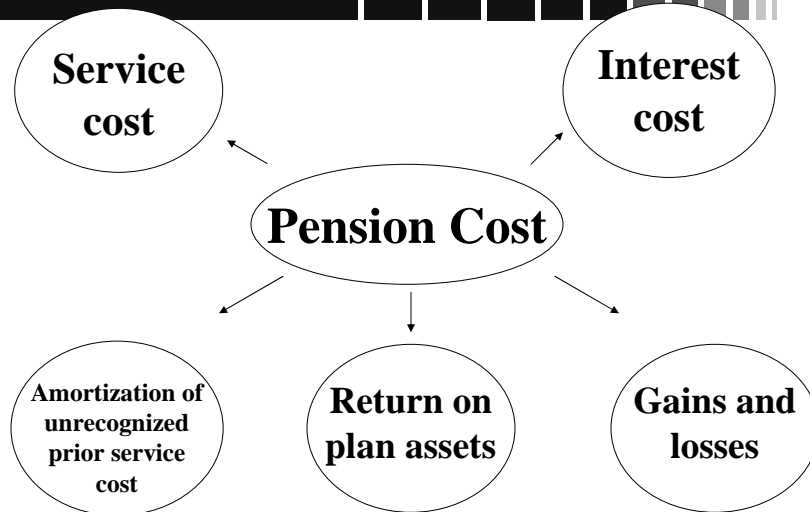 Service
cost
Interest
cost
Pension Cost
Amortization of
unrecognized
prior service
cost
Return on
plan assets
Gains and
losses